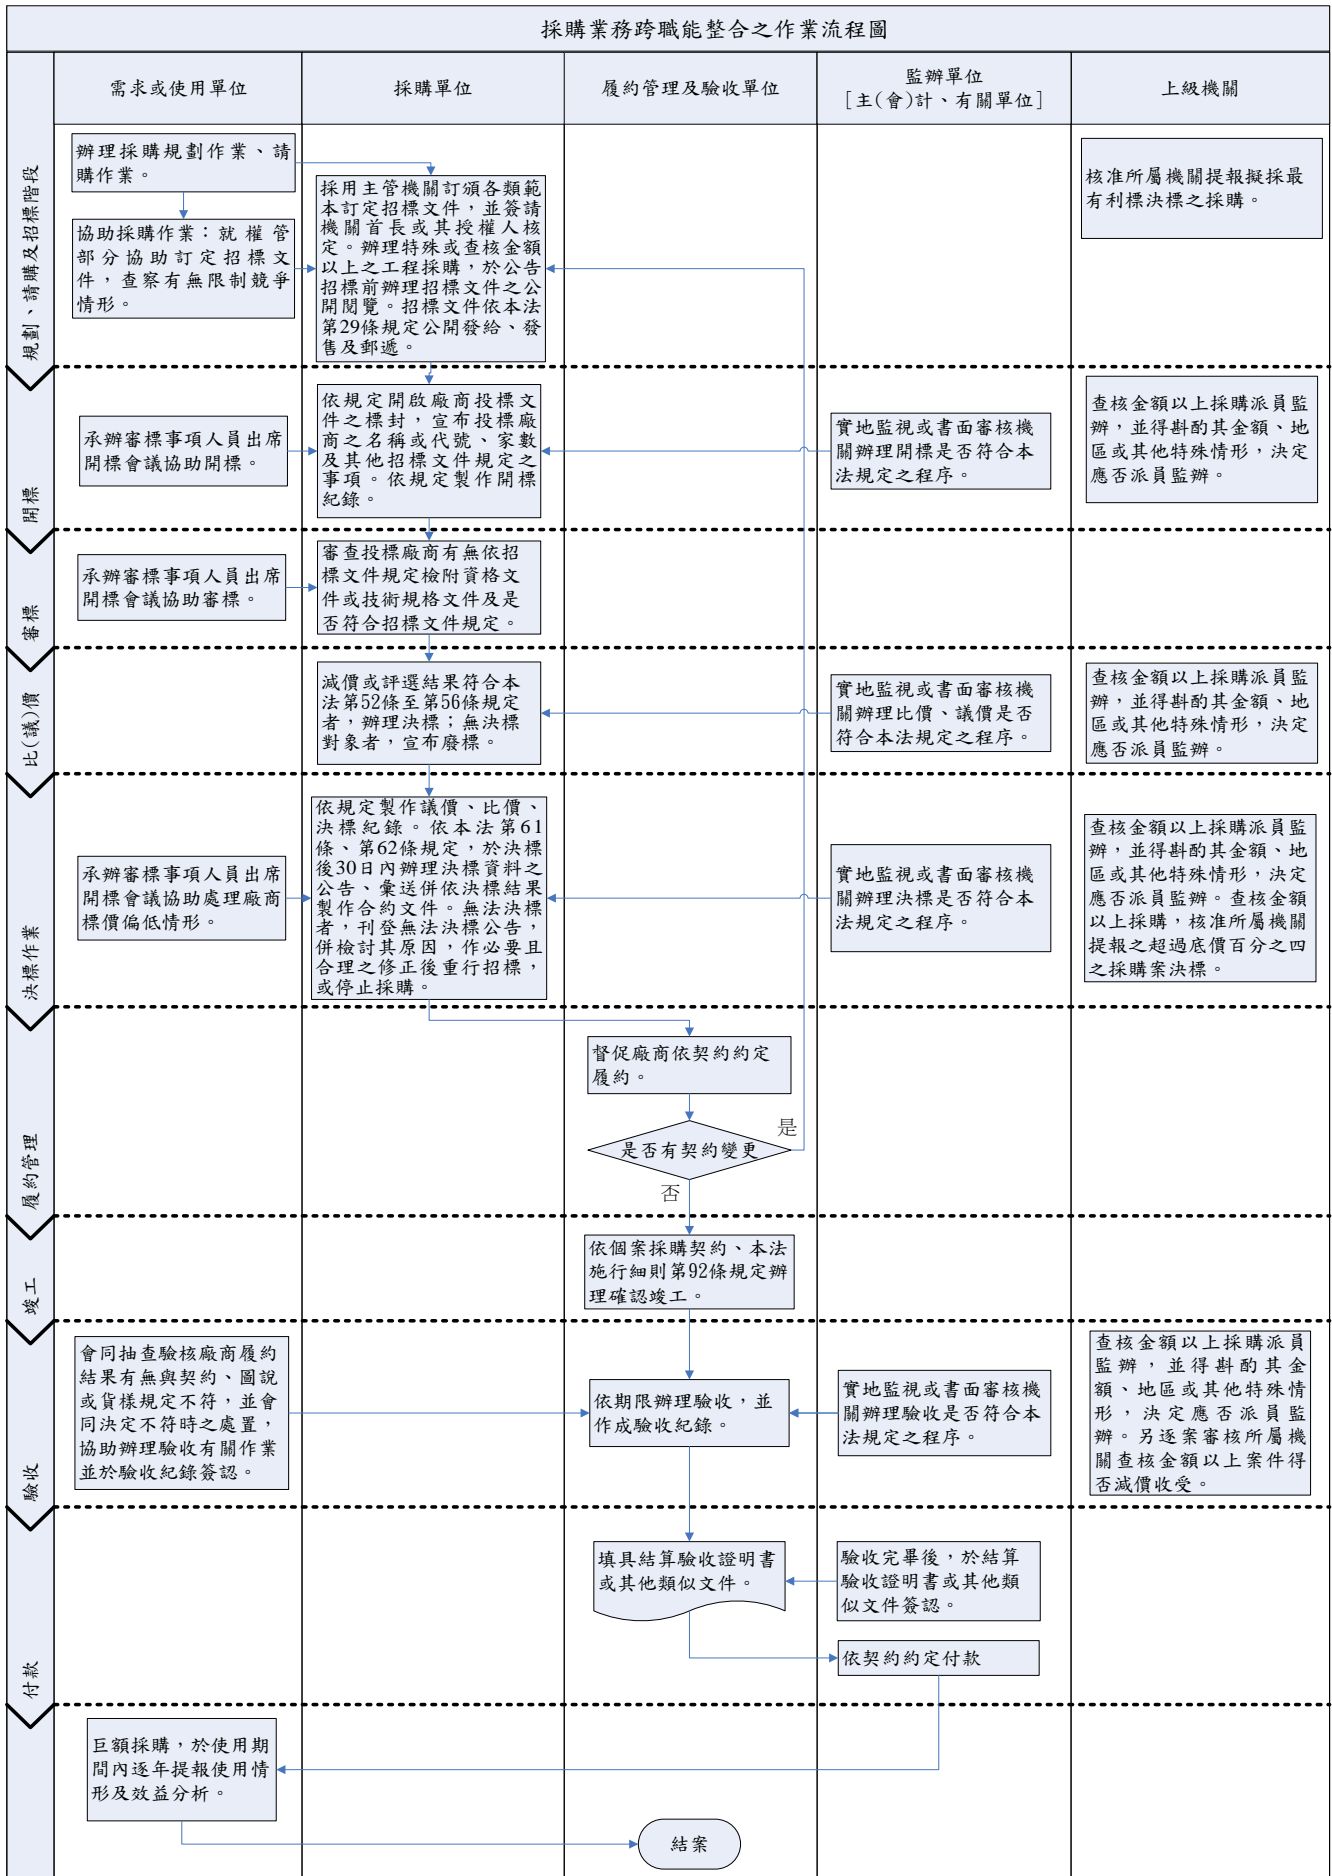 採購業務跨職能整合之作業流程圖
需求或使用單位
採購單位
履約管理及驗收單位
監辦單位
[主(會)計、有關單位]
上級機關
規劃、請購及招標階段
辦理採購規劃作業、請
購作業。
協助採購作業：就權管
部分協助訂定招標文
件，查察有無限制競爭
情形。
採用主管機關訂頒各類範
本訂定招標文件，並簽請
機關首長或其授權人核
定。辦理特殊或查核金額
以上之工程採購，於公告
招標前辦理招標文件之公
開閱覽。招標文件依本法
第29條規定公開發給、發
售及郵遞。
核准所屬機關提報擬採最
有利標決標之採購。
開標
承辦審標事項人員出席
開標會議協助開標。
依規定開啟廠商投標文
件之標封，宣布投標廠
商之名稱或代號、家數
及其他招標文件規定之
事項。依規定製作開標
紀錄。
實地監視或書面審核機
關辦理開標是否符合本
法規定之程序。
查核金額以上採購派員監
辦，並得斟酌其金額、地
區或其他特殊情形，決定
應否派員監辦。
審標
承辦審標事項人員出席
開標會議協助審標。
審查投標廠商有無依招
標文件規定檢附資格文
件或技術規格文件及是
否符合招標文件規定。
比(議)價
減價或評選結果符合本
法第52條至第56條規定
者，辦理決標；無決標
對象者，宣布廢標。
實地監視或書面審核機
關辦理比價、議價是否
符合本法規定之程序。
查核金額以上採購派員監
辦，並得斟酌其金額、地
區或其他特殊情形，決定
應否派員監辦。
決標作業
承辦審標事項人員出席
開標會議協助處理廠商
標價偏低情形。
依規定製作議價、比價、
決標紀錄。依本法第61
條、第62條規定，於決標
後30日內辦理決標資料之
公告、彙送併依決標結果
製作合約文件。無法決標
者，刊登無法決標公告，
併檢討其原因，作必要且
合理之修正後重行招標，
或停止採購。
實地監視或書面審核機
關辦理決標是否符合本
法規定之程序。
查核金額以上採購派員監
辦，並得斟酌其金額、地
區或其他特殊情形，決定
應否派員監辦。查核金額
以上採購，核准所屬機關
提報之超過底價百分之四
之採購案決標。
履約管理
督促廠商依契約約定
履約。
是否有契約變更
是
否
竣工
依個案採購契約、本法
施行細則第92條規定辦
理確認竣工。
驗收
會同抽查驗核廠商履約
結果有無與契約、圖說
或貨樣規定不符，並會
同決定不符時之處置，
協助辦理驗收有關作業
並於驗收紀錄簽認。
依期限辦理驗收，並
作成驗收紀錄。
實地監視或書面審核機
關辦理驗收是否符合本
法規定之程序。
查核金額以上採購派員
監辦，並得斟酌其金
額、地區或其他特殊情
形，決定應否派員監
辦。另逐案審核所屬機
關查核金額以上案件得
否減價收受。
付款
填具結算驗收證明書
或其他類似文件。
驗收完畢後，於結算
驗收證明書或其他類
似文件簽認。
依契約約定付款
巨額採購，於使用期
間內逐年提報使用情
形及效益分析。
結案